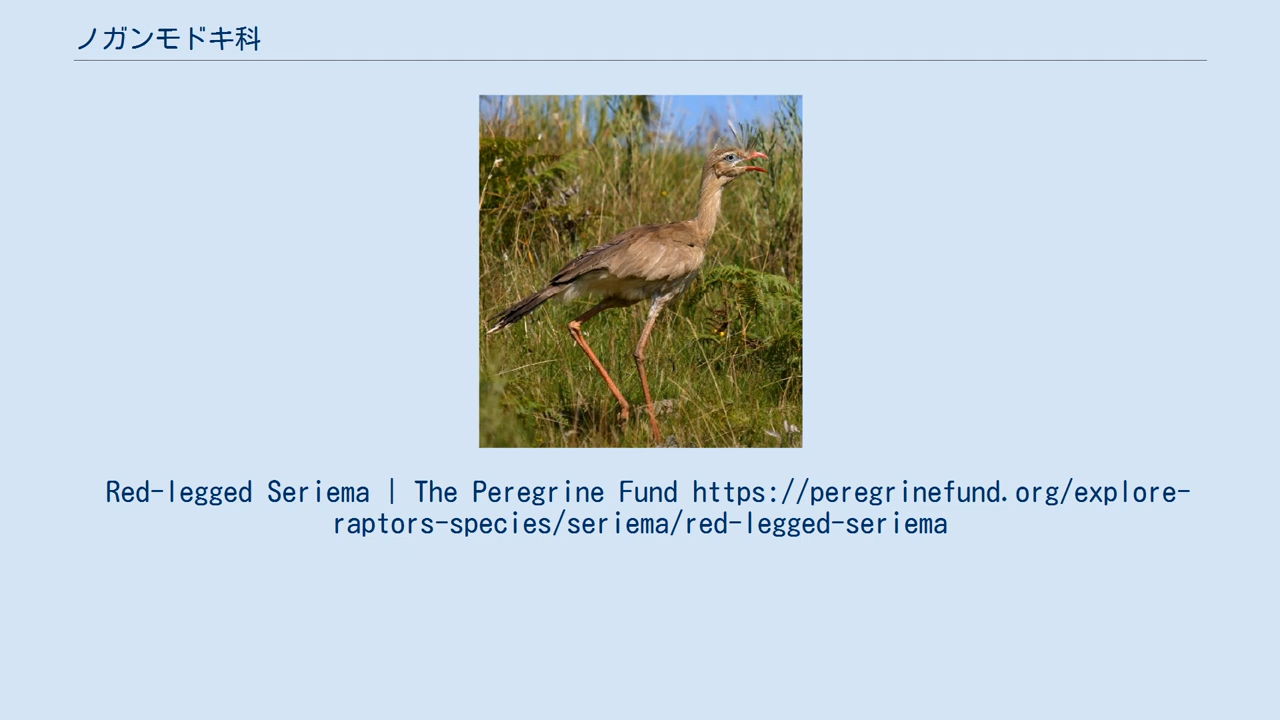 ノガンモドキ科
Red-legged Seriema | The Peregrine Fund https://peregrinefund.org/explore-
raptors-species/seriema/red-legged-seriema